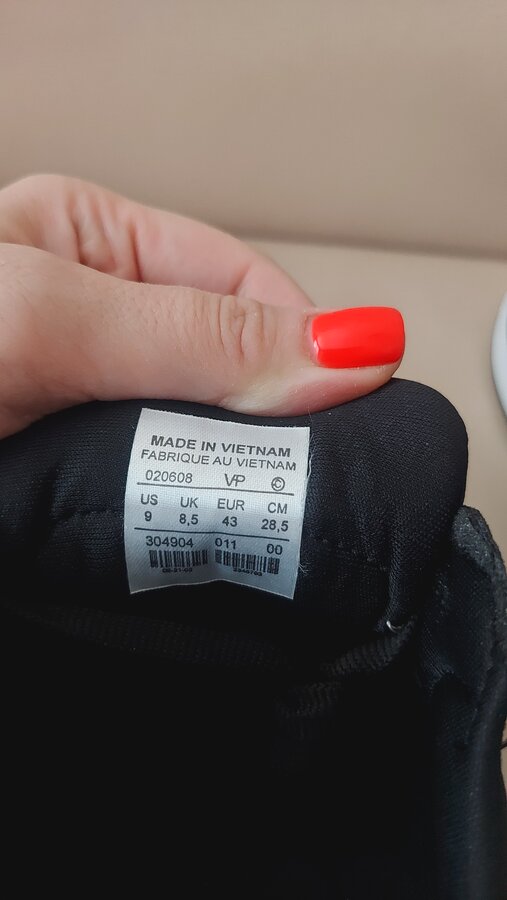 MADE IN VIETNAM
FABRIQUE AU VIETNAM
020608 VP ©
US UK EUR CM
9 8,5 43 28,5
304904 011 00